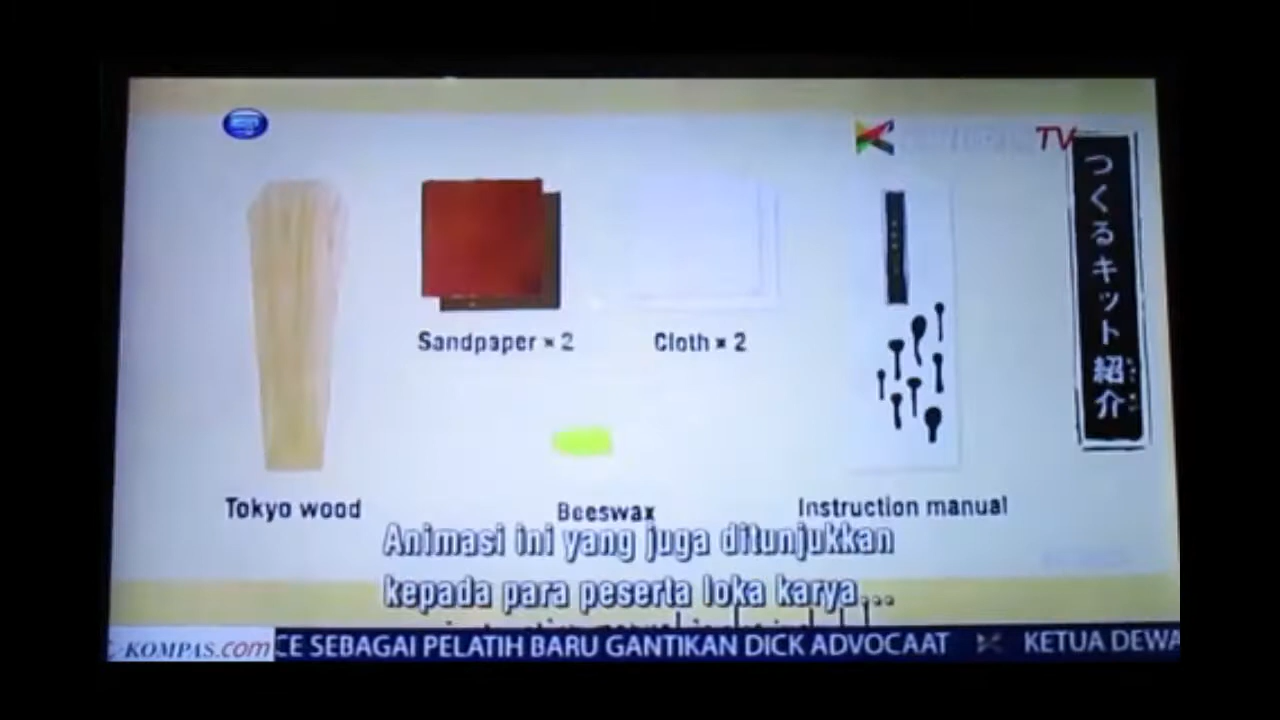 TV
つくるキット紹介
Sandpaper × 2
Cloth × 2
Tokyo wood
Beeswax
Instruction manual
Animasi ini yang juga ditunjukkan
kepada para peserta loka karya...
KOMPAS.com CE SEBAGAI PELATIH BARU GANTIKAN DICK ADVOCAAT KETUA DEWA